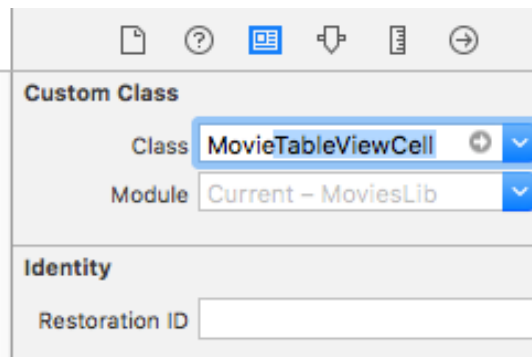 Custom Class
Class MovieTableViewCell
Module Current – MoviesLib
Identity
Restoration ID